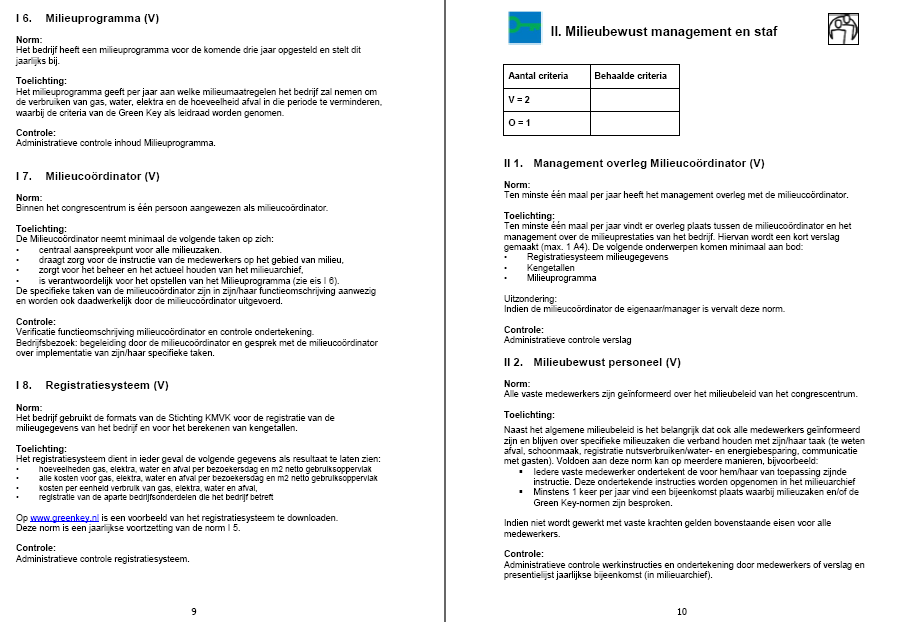 I 6. Milieuprogramma (V)
Norm:
Het bedrijf heeft een milieuprogramma voor de komende drie jaar opgesteld en stelt dit
jaarlijks bij.
Toelichting:
Het milieuprogramma geeft per jaar aan welke milieumaatregelen het bedrijf zal nemen om
de verbruiken van gas, water, elektra en de hoeveelheid afval in die periode te verminderen,
waarbij de criteria van de Green Key als leidraad worden genomen.
Controle:
Administratieve controle inhoud Milieuprogramma.
I 7. Milieucoördinator (V)
Norm:
Binnen het congrescentrum is één persoon aangewezen als milieucoördinator.
Toelichting:
De Milieucoördinator neemt minimaal de volgende taken op zich:
• centraal aanspreekpunt voor alle milieuzaken.
• draagt zorg voor de instructie van de medewerkers op het gebied van milieu,
• zorgt voor het beheer en het actueel houden van het milieuarchief,
• is verantwoordelijk voor het opstellen van het Milieuprogramma (zie eis I 6).
De specifieke taken van de milieucoördinator zijn in zijn/haar functieomschrijving aanwezig
en worden ook daadwerkelijk door de milieucoördinator uitgevoerd.
Controle:
Verificatie functieomschrijving milieucoördinator en controle ondertekening.
Bedrijfsbezoek: begeleiding door de milieucoördinator en gesprek met de milieucoördinator
over implementatie van zijn/haar specifieke taken.
I 8. Registratiesysteem (V)
Norm:
Het bedrijf gebruikt de formats van de Stichting KMVK voor de registratie van de
milieugegevens van het bedrijf en voor het berekenen van kengetallen.
Toelichting:
Het registratiesysteem dient in ieder geval de volgende gegevens als resultaat te laten zien:
• hoeveelheden gas, elektra, water en afval per bezoekersdag en m2 netto gebruiksoppervlak
• alle kosten voor gas, elektra, water en afval per bezoekersdag en m2 netto gebruiksoppervlak
• kosten per eenheid verbruik van gas, elektra, water en afval,
• registratie van de aparte bedrijfsonderdelen die het bedrijf betreft
Op www.greenkey.nl is een voorbeeld van het registratiesysteem te downloaden.
Deze norm is een jaarlijkse voortzetting van de norm I 5.
Controle:
Administratieve controle registratiesysteem.
9
II. Milieubewust management en staf
Aantal criteria Behaalde criteria
V = 2
O = 1
II 1. Management overleg Milieucoördinator (V)
Norm:
Ten minste één maal per jaar heeft het management overleg met de milieucoördinator.
Toelichting:
Ten minste één maal per jaar vindt er overleg plaats tussen de milieucoördinator en het
management over de milieuprestaties van het bedrijf. Hiervan wordt een kort verslag
gemaakt (max. 1 A4). De volgende onderwerpen komen minimaal aan bod:
• Registratiesysteem milieugegevens
• Kengetallen
• Milieuprogramma
Uitzondering:
Indien de milieucoördinator de eigenaar/manager is vervalt deze norm.
Controle:
Administratieve controle verslag
II 2. Milieubewust personeel (V)
Norm:
Alle vaste medewerkers zijn geïnformeerd over het milieubeleid van het congrescentrum.
Toelichting:
Naast het algemene milieubeleid is het belangrijk dat ook alle medewerkers geïnformeerd
zijn en blijven over specifieke milieuzaken die verband houden met zijn/haar taak (te weten
afval, schoonmaak, registratie nutsverbruiken/water- en energiebesparing, communicatie
met gasten). Voldoen aan deze norm kan op meerdere manieren, bijvoorbeeld:
▪ Iedere vaste medewerker ondertekent de voor hem/haar van toepassing zijnde
instructie. Deze ondertekende instructies worden opgenomen in het milieuarchief
▪ Minstens 1 keer per jaar vind een bijeenkomst plaats waarbij milieuzaken en/of de
Green Key-normen zijn besproken.
Indien niet wordt gewerkt met vaste krachten gelden bovenstaande eisen voor alle
medewerkers.
Controle:
Administratieve controle werkinstructies en ondertekening door medewerkers of verslag en
presentielijst jaarlijkse bijeenkomst (in milieuarchief).
10